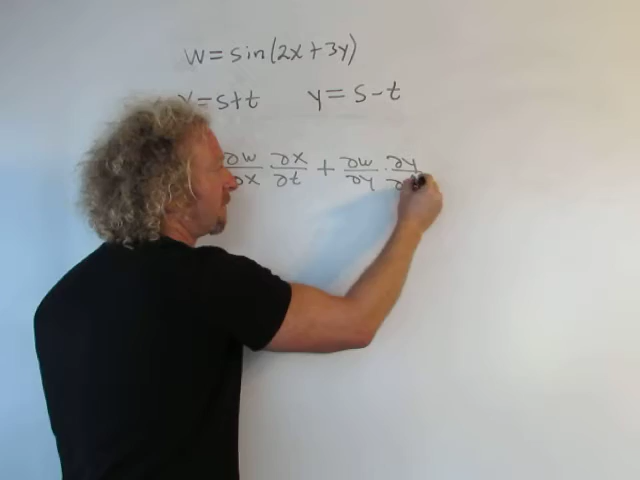 w = sin(2x + 3y)
= s + t y = s - t
∂w/∂x · ∂x/∂t + ∂w/∂y · ∂y/